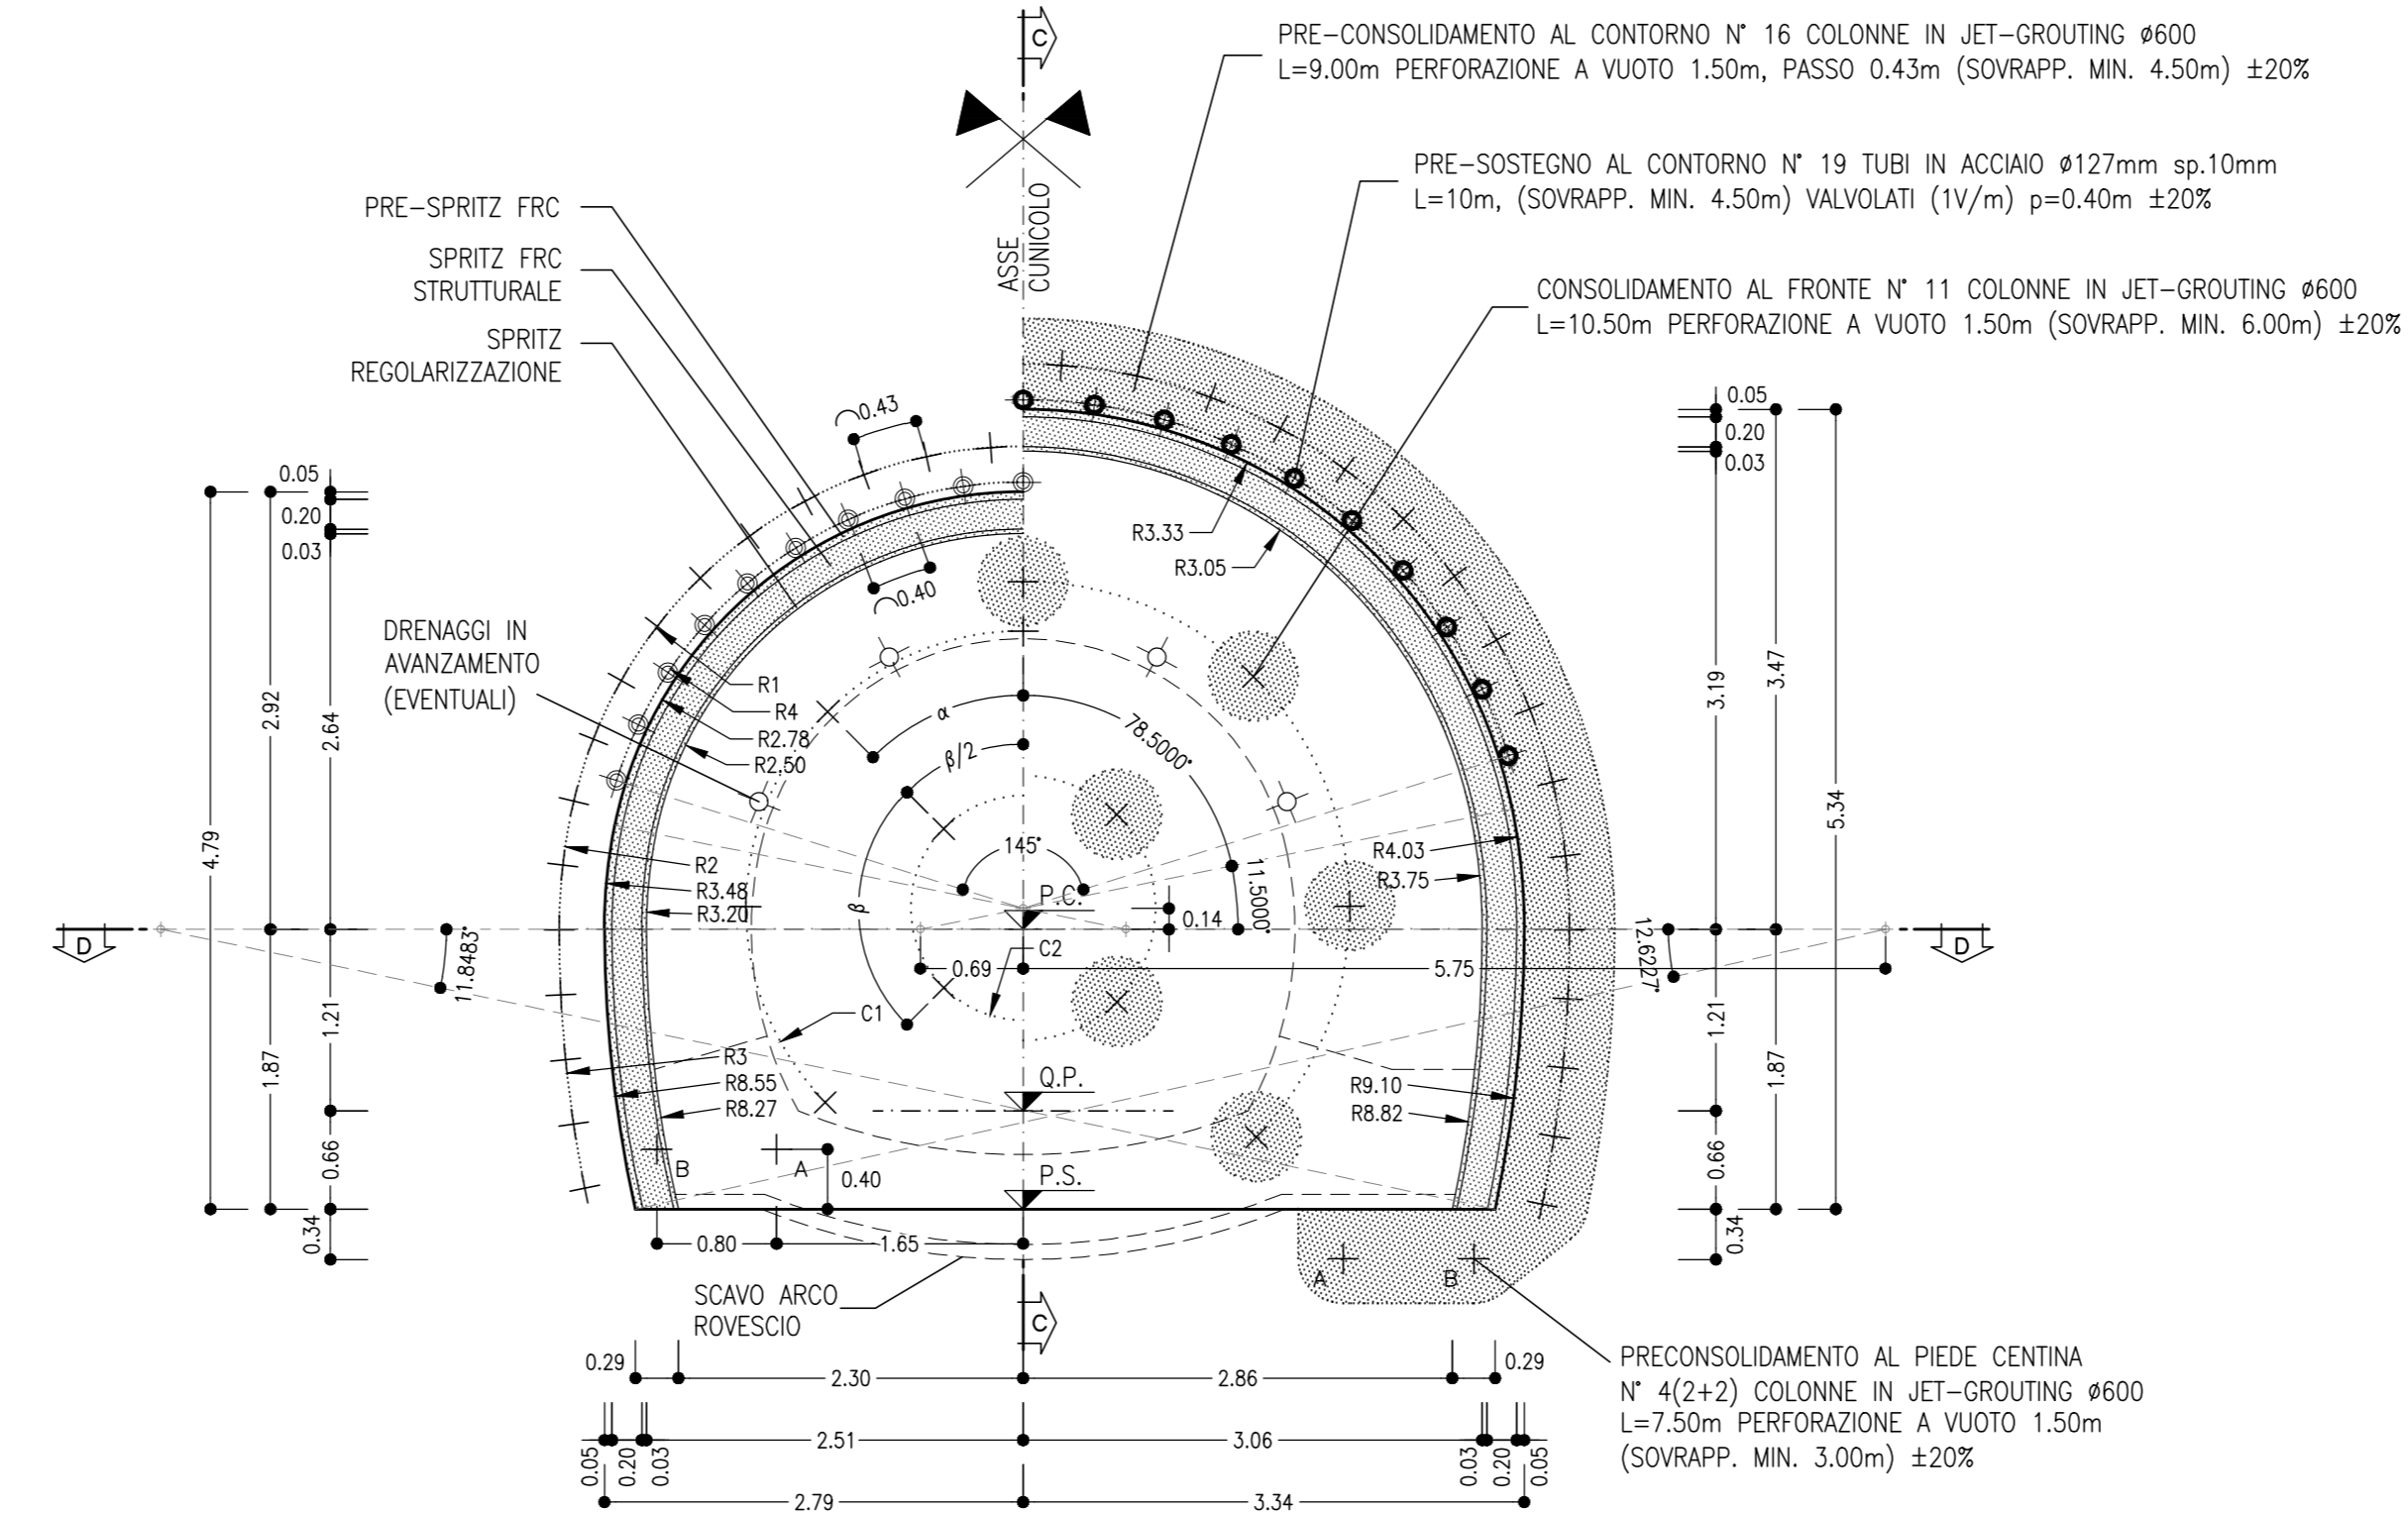 C
PRE-CONSOLIDAMENTO AL CONTORNO N° 16 COLONNE IN JET-GROUTING ø600
L=9.00m PERFORAZIONE A VUOTO 1.50m, PASSO 0.43m (SOVRAPP. MIN. 4.50m) ±20%
PRE-SOSTEGNO AL CONTORNO N° 19 TUBI IN ACCIAIO ø127mm sp.10mm
L=10m, (SOVRAPP. MIN. 4.50m) VALVOLATI (1V/m) p=0.40m ±20%
CONSOLIDAMENTO AL FRONTE N° 11 COLONNE IN JET-GROUTING ø600
L=10.50m PERFORAZIONE A VUOTO 1.50m (SOVRAPP. MIN. 6.00m) ±20%
ASSE
CUNICOLO
PRE-SPRITZ FRC
SPRITZ FRC
STRUTTURALE
SPRITZ
REGOLARIZZAZIONE
DRENAGGI IN
AVANZAMENTO
(EVENTUALI)
0.43
0.40
0.05
0.20
0.03
4.79
2.92
2.64
1.87
1.21
0.66
0.34
11.8483°
D
R1
R4
R2.78
R2.50
R2
R3.48
R3.20
R3
R8.55
R8.27
α
β/2
β
145°
78.5000°
11.5000°
P.C.
0.14
C2
0.69
5.75
C1
Q.P.
P.S.
B
A
0.40
0.80
1.65
R3.33
R3.05
R4.03
R3.75
R9.10
R8.82
12.6227°
D
0.05
0.20
0.03
3.19
3.47
5.34
1.21
1.87
0.66
0.34
A
B
SCAVO ARCO
ROVESCIO
C
PRECONSOLIDAMENTO AL PIEDE CENTINA
N° 4(2+2) COLONNE IN JET-GROUTING ø600
L=7.50m PERFORAZIONE A VUOTO 1.50m
(SOVRAPP. MIN. 3.00m) ±20%
0.29
2.30
2.86
0.29
0.05
0.20
0.03
2.51
3.06
0.03
0.20
0.05
2.79
3.34